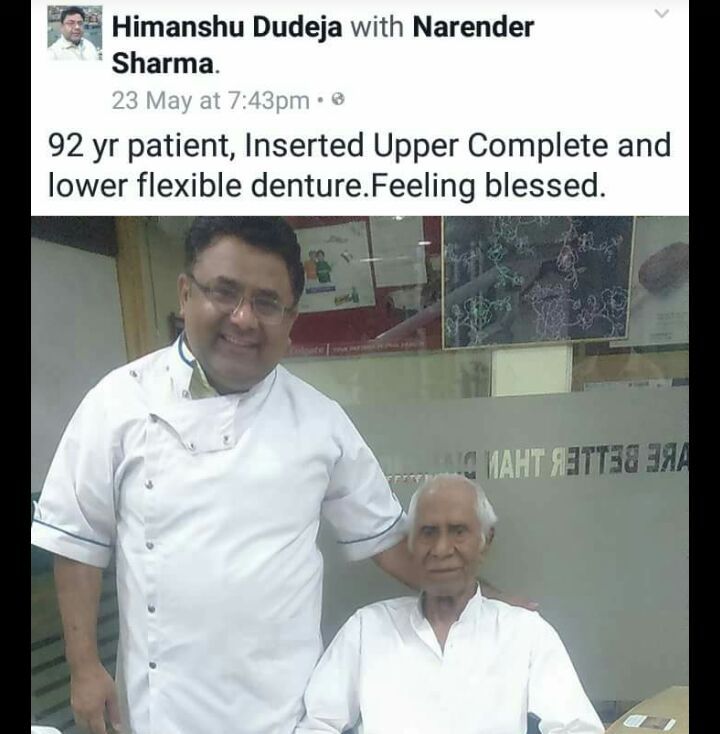 Himanshu Dudeja with Narender
Sharma.
23 May at 7:43pm •
92 yr patient, Inserted Upper Complete and
lower flexible denture.Feeling blessed.
Colgate
ARE BETTER THAN